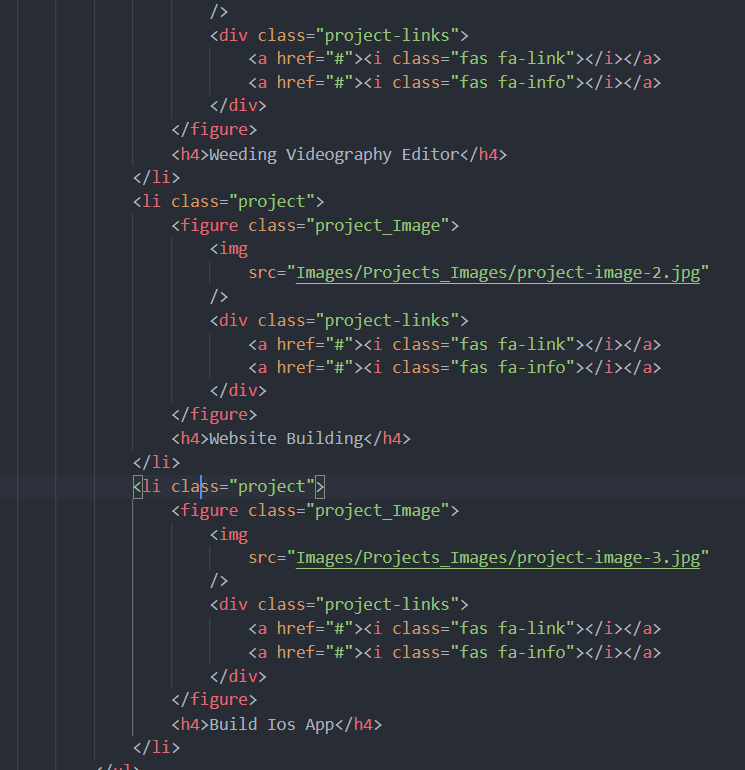 />
<div class="project-links">
<a href="#"><i class="fas fa-link"></i></a>
<a href="#"><i class="fas fa-info"></i></a>
</div>
</figure>
<h4>Weeding Videography Editor</h4>
</li>
<li class="project">
<figure class="project_Image">
<img
src="Images/Projects_Images/project-image-2.jpg"
/>
<div class="project-links">
<a href="#"><i class="fas fa-link"></i></a>
<a href="#"><i class="fas fa-info"></i></a>
</div>
</figure>
<h4>Website Building</h4>
</li>
<li class="project">
<figure class="project_Image">
<img
src="Images/Projects_Images/project-image-3.jpg"
/>
<div class="project-links">
<a href="#"><i class="fas fa-link"></i></a>
<a href="#"><i class="fas fa-info"></i></a>
</div>
</figure>
<h4>Build Ios App</h4>
</li>